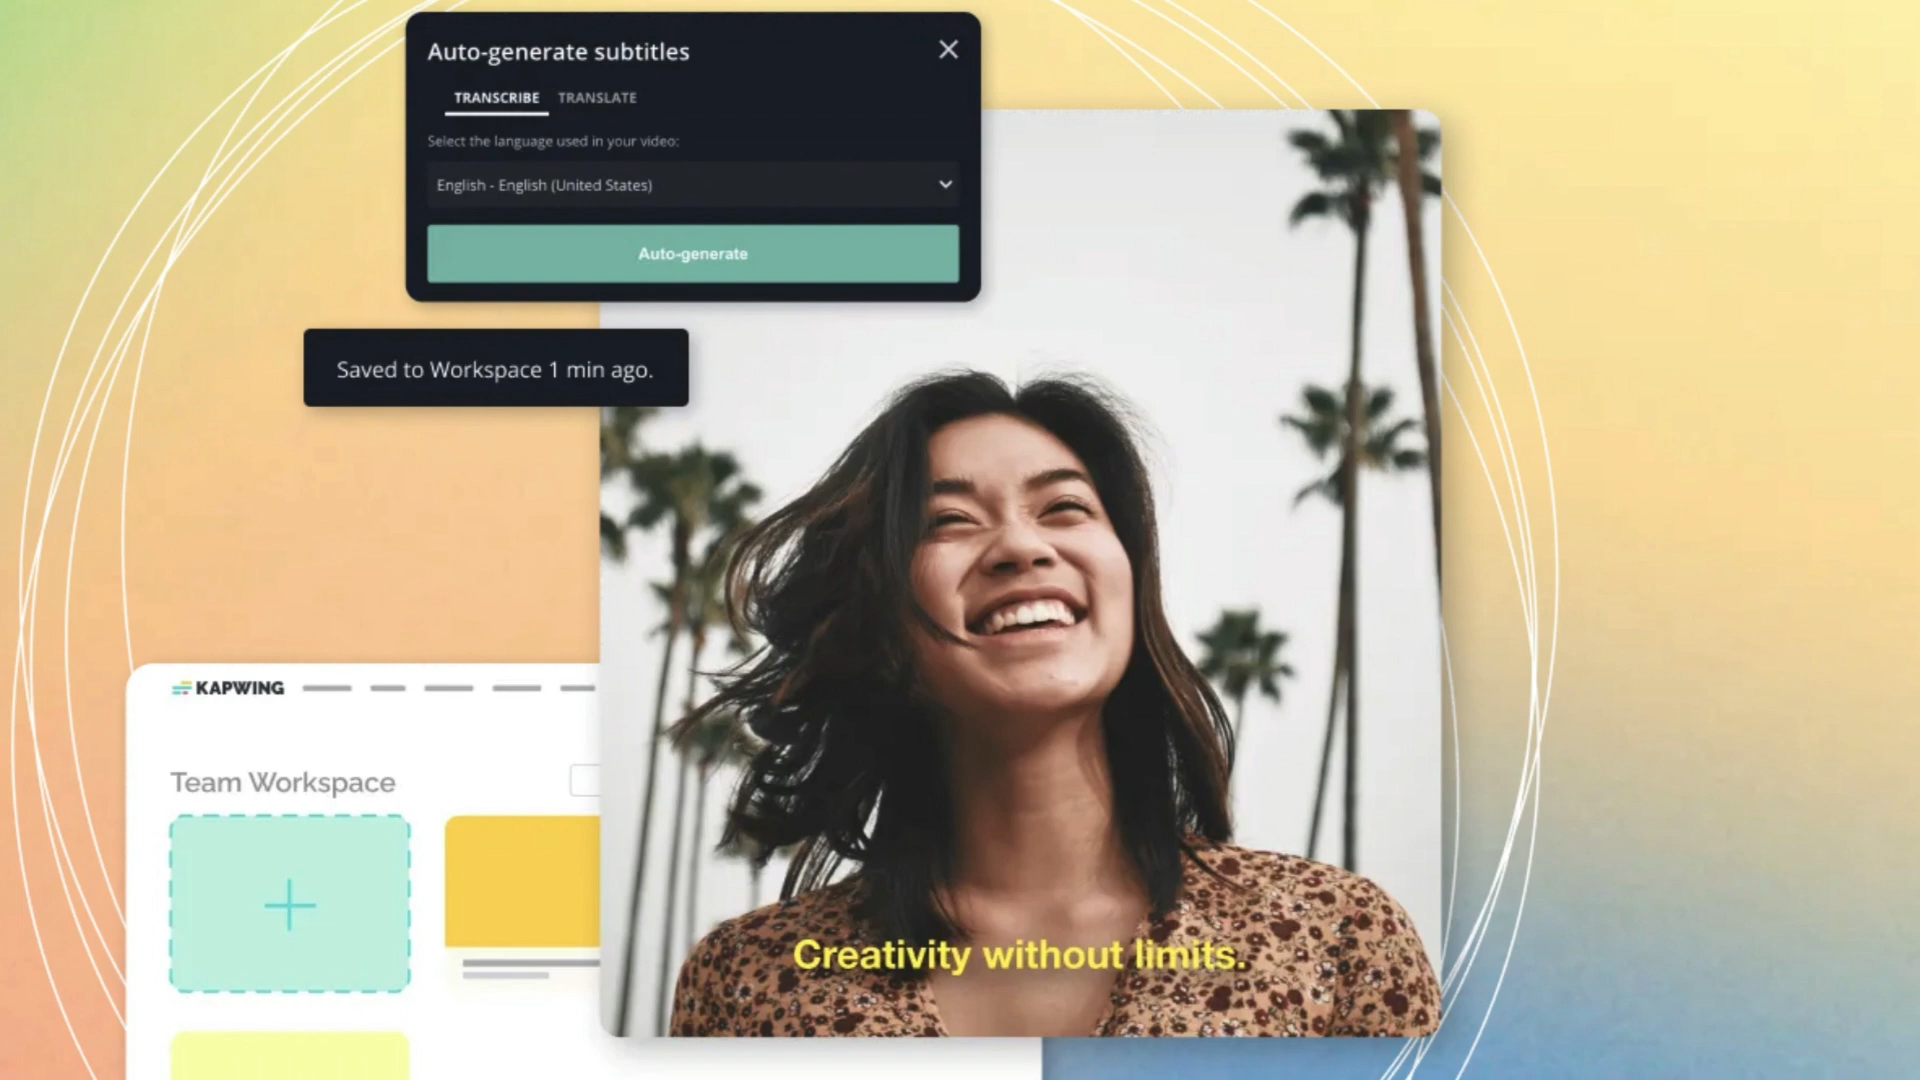 Auto-generate subtitles
TRANSCRIBE TRANSLATE
Select the language used in your video:
English - English (United States)
Auto-generate
Saved to Workspace 1 min ago.
KAPWING
Team Workspace
Creativity without limits.